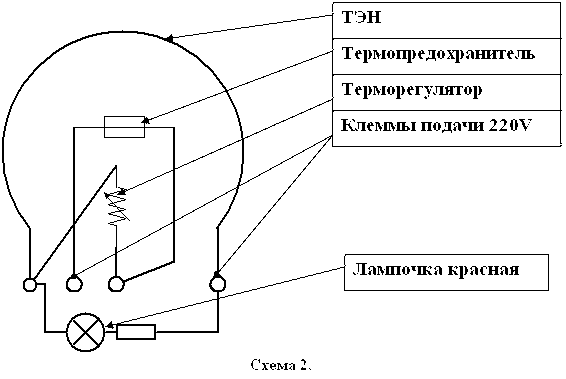 ТЭН
Термопредохранитель
Терморегулятор
Клеммы подачи 220V
Лампочка красная
Схема 2.